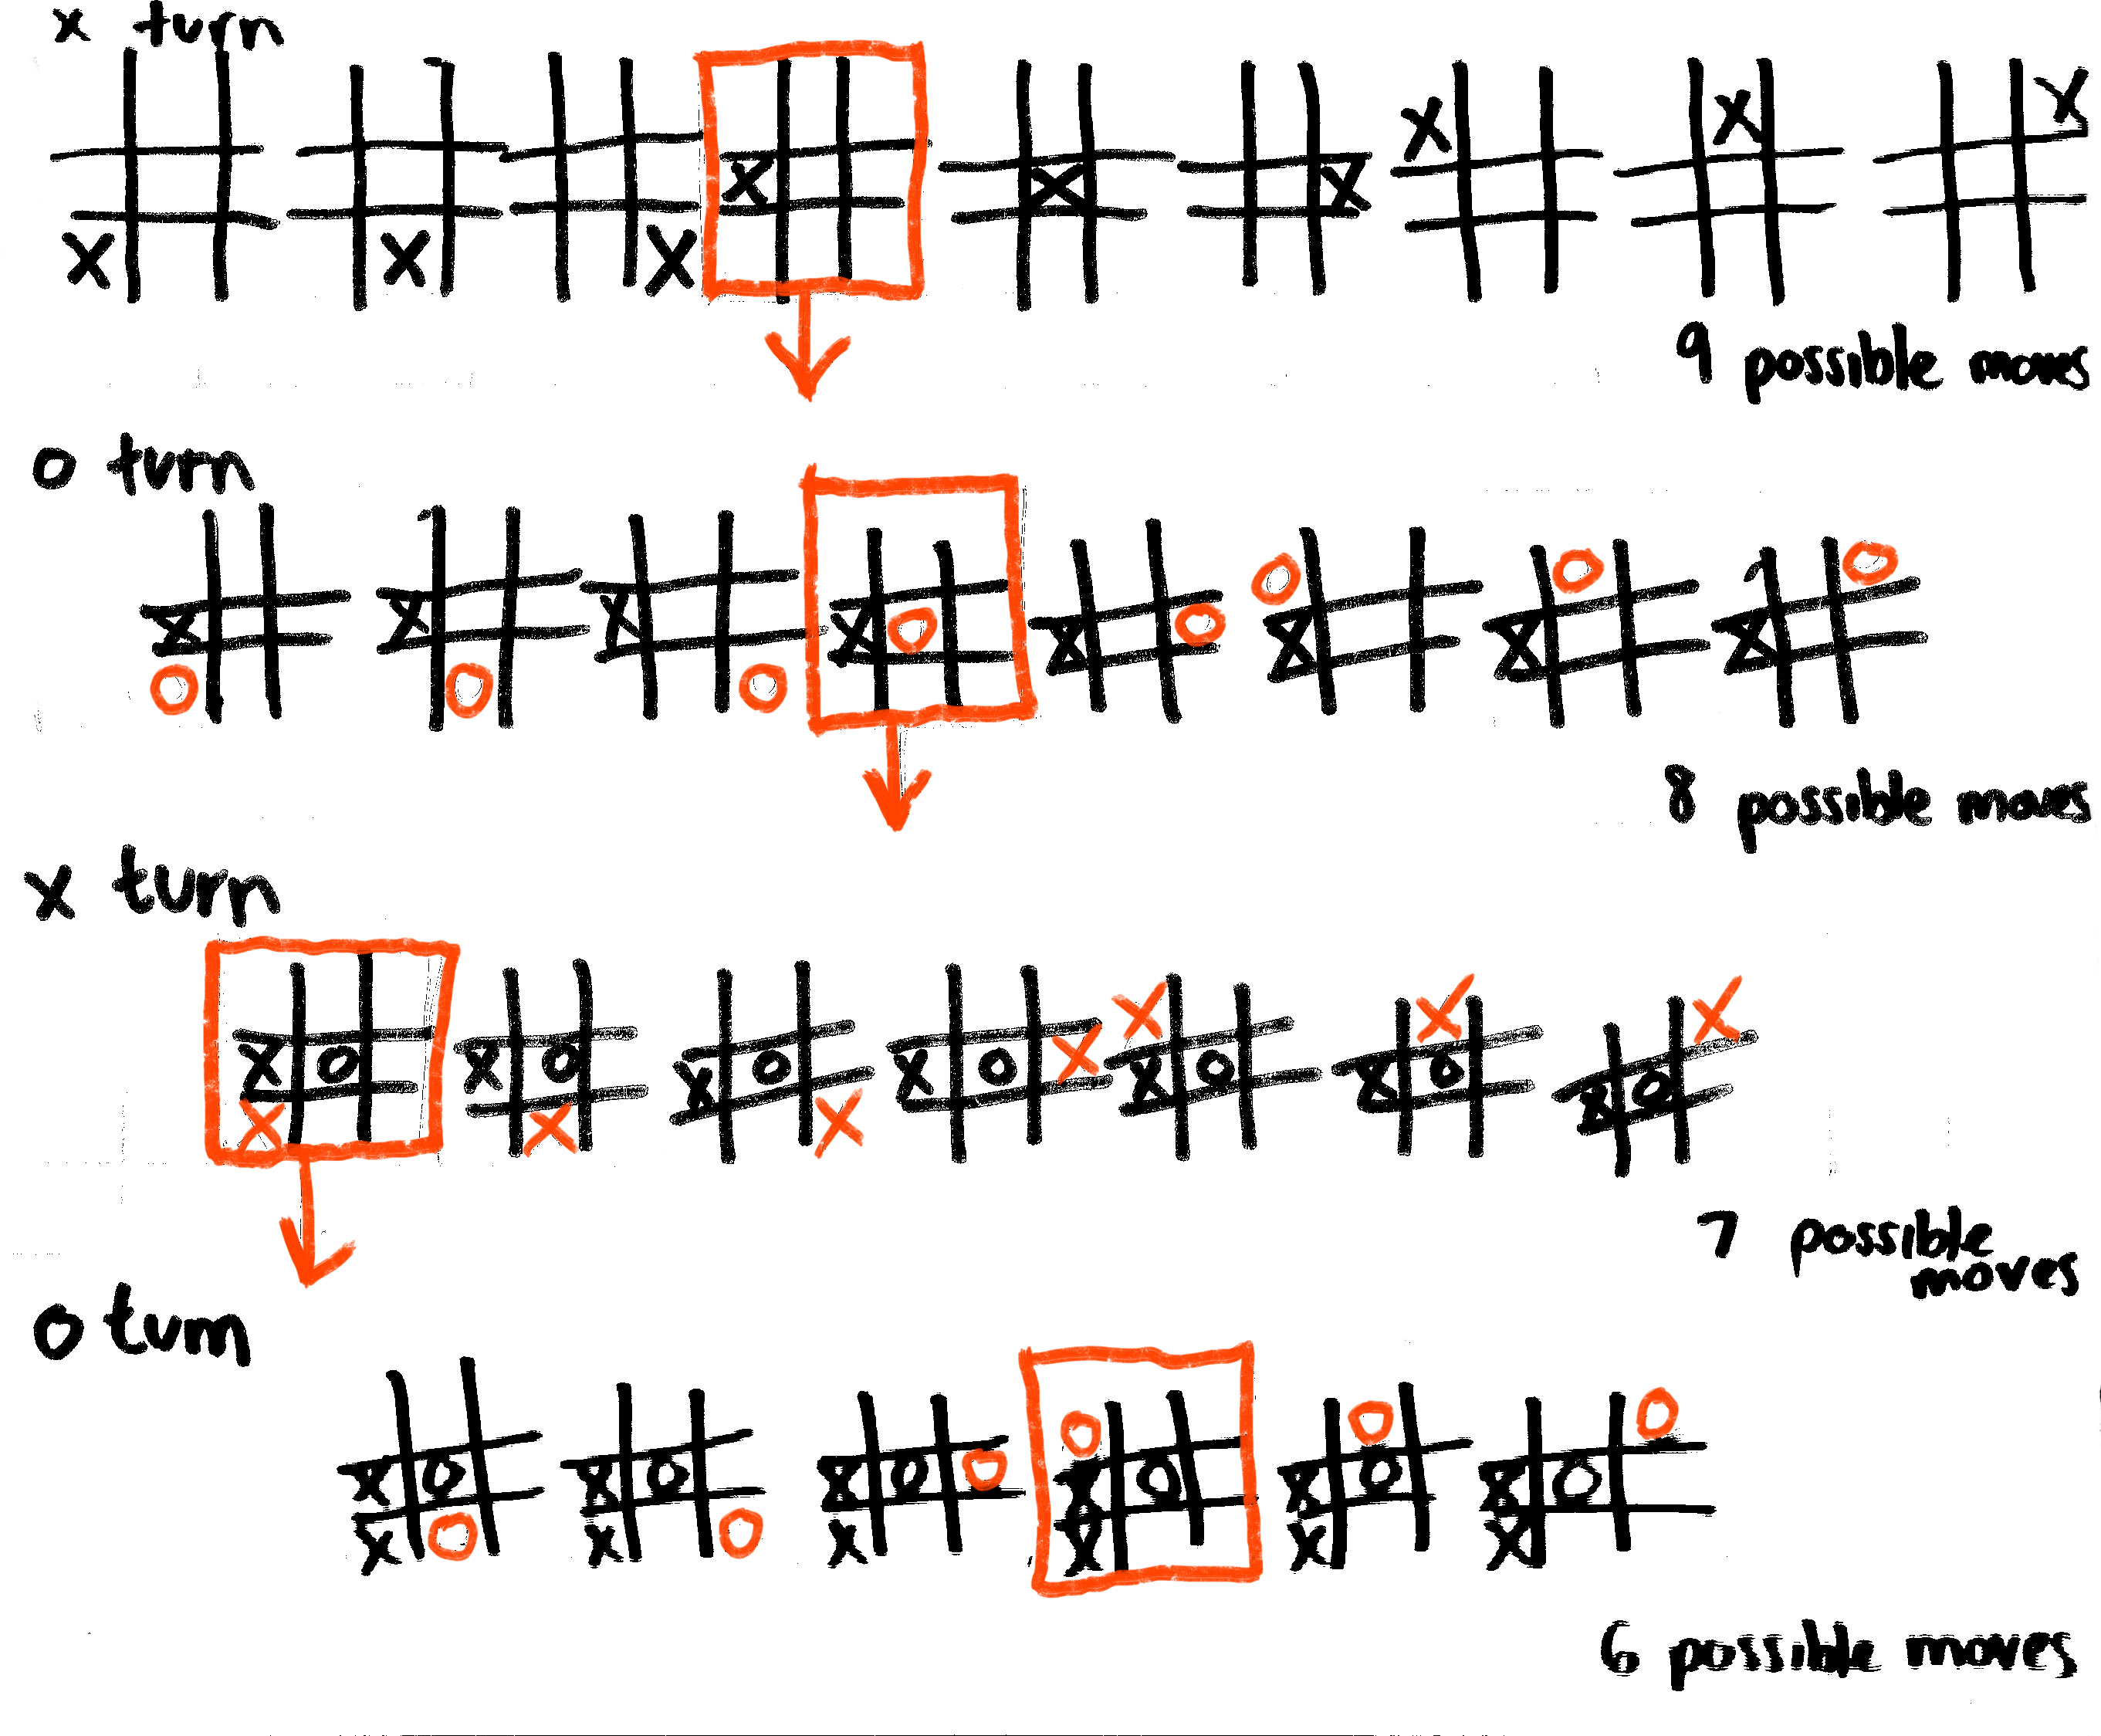 x turn
9 possible moves
O turn
8 possible moves
x turn
7 possible
moves
O turn
6 possible moves